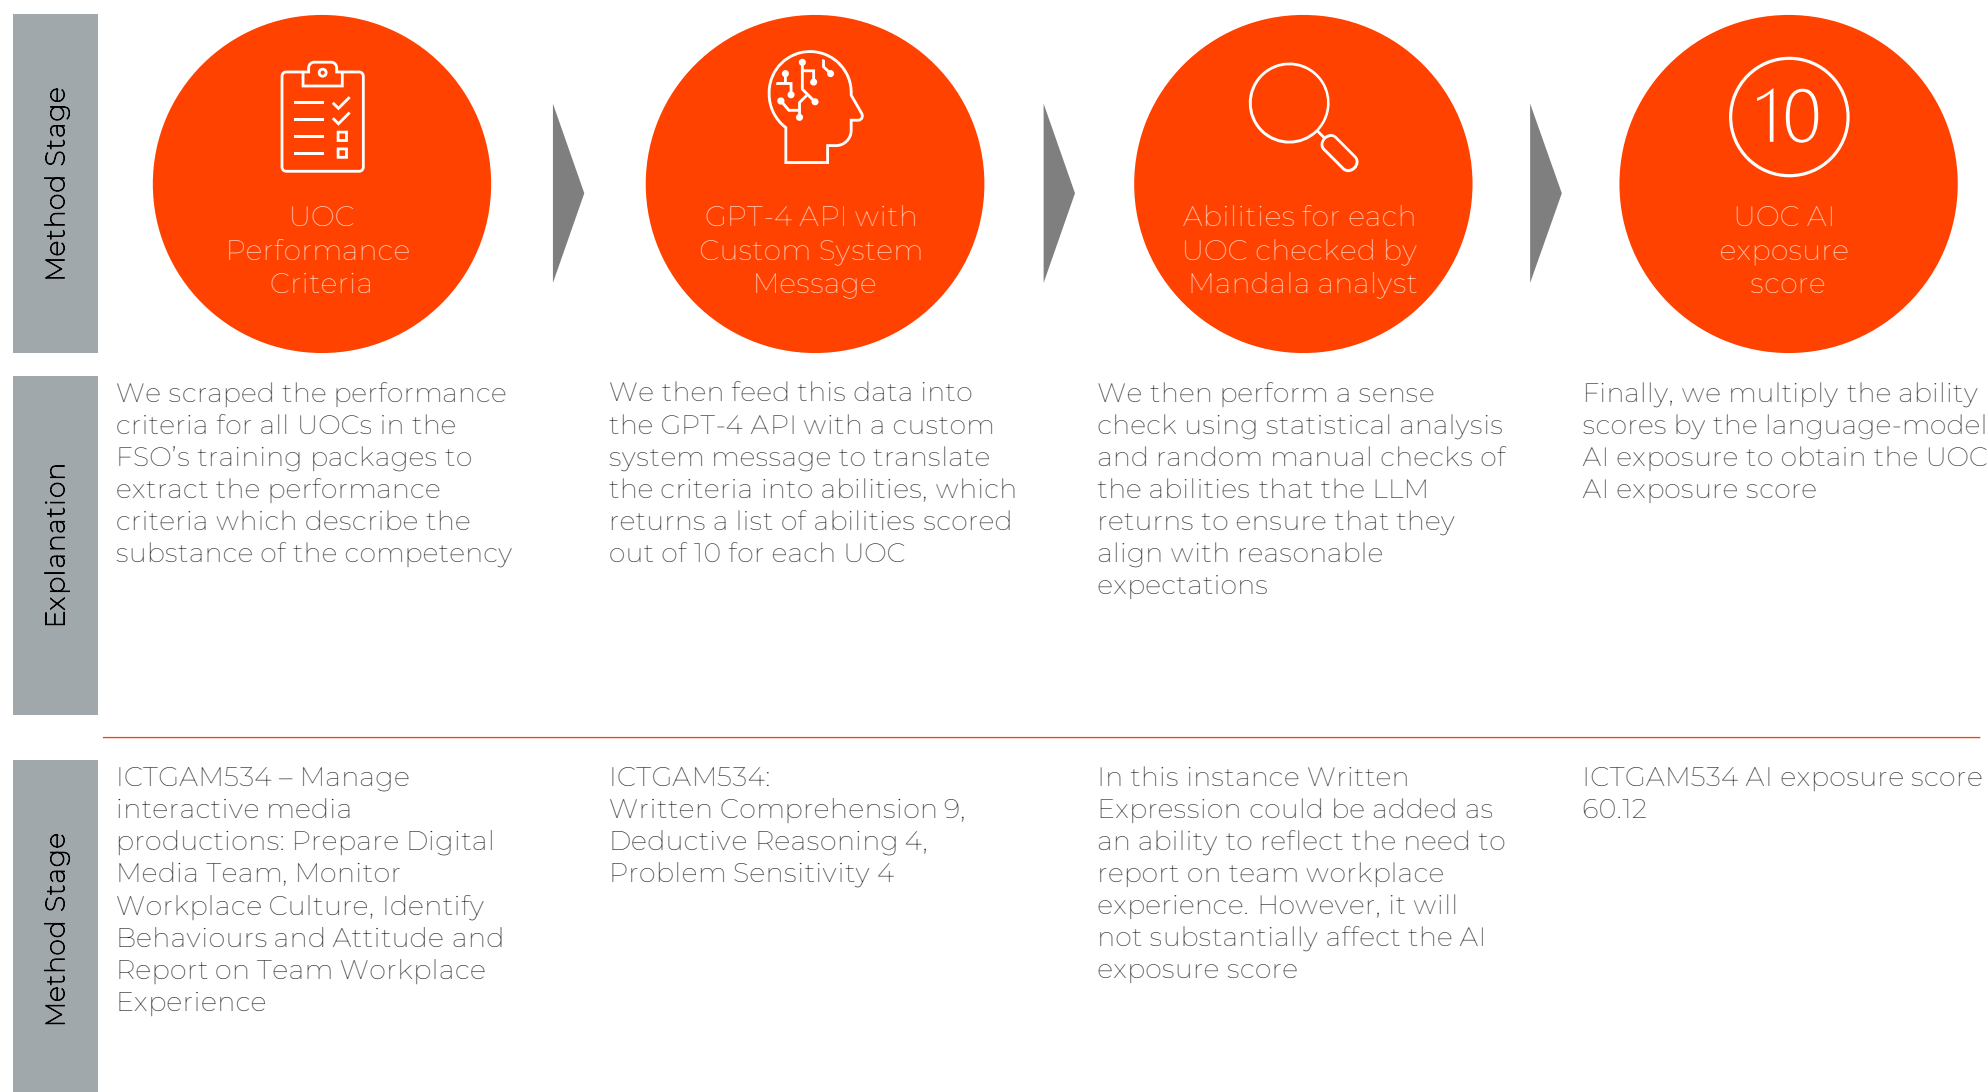 Method Stage
10
UOC
Performance
Criteria
GPT-4 API with
Custom System
Message
Abilities for each
UOC checked by
Mandala analyst
UOC AI
exposure
score
Explanation
We scraped the performance
criteria for all UOCs in the
FSO’s training packages to
extract the performance
criteria which describe the
substance of the competency
We then feed this data into
the GPT-4 API with a custom
system message to translate
the criteria into abilities, which
returns a list of abilities scored
out of 10 for each UOC
We then perform a sense
check using statistical analysis
and random manual checks of
the abilities that the LLM
returns to ensure that they
align with reasonable
expectations
Finally, we multiply the ability
scores by the language-model
AI exposure to obtain the UOC
AI exposure score
Method Stage
ICTGAM534 – Manage
interactive media
productions: Prepare Digital
Media Team, Monitor
Workplace Culture, Identify
Behaviours and Attitude and
Report on Team Workplace
Experience
ICTGAM534:
Written Comprehension 9,
Deductive Reasoning 4,
Problem Sensitivity 4
In this instance Written
Expression could be added as
an ability to reflect the need to
report on team workplace
experience. However, it will
not substantially affect the AI
exposure score
ICTGAM534 AI exposure score
60.12